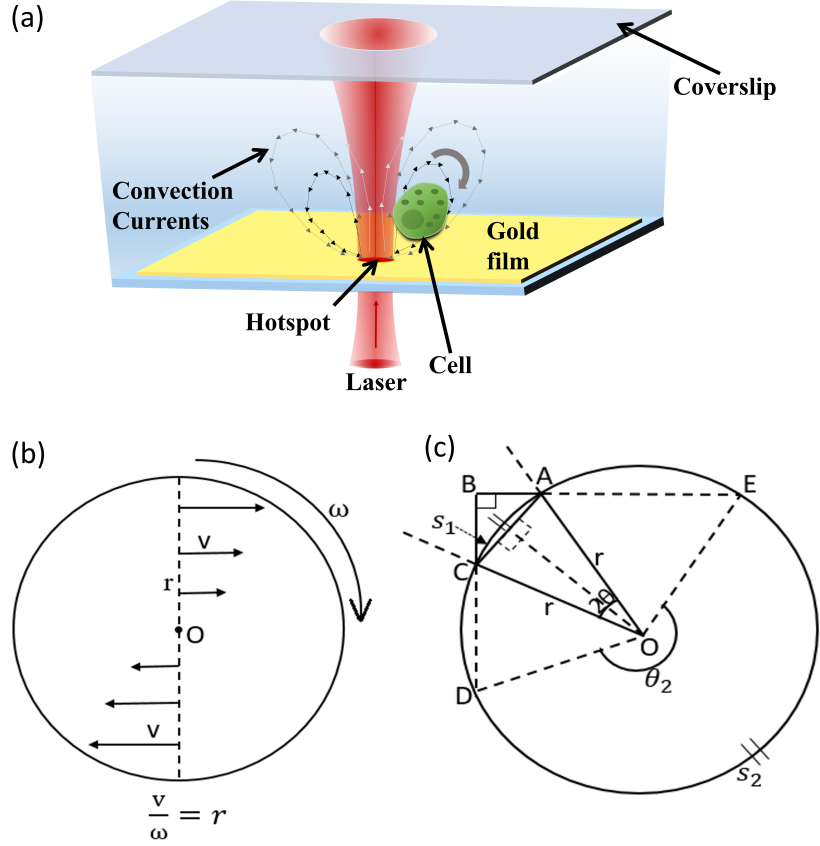 (a)
Coverslip
Convection
Currents
Gold
film
Hotspot
Cell
Laser
(b)
ω
v
r
O
v
v/ω = r
(c)
B
A
E
s₁
C
r
2θ
r
O
D
θ₂
s₂